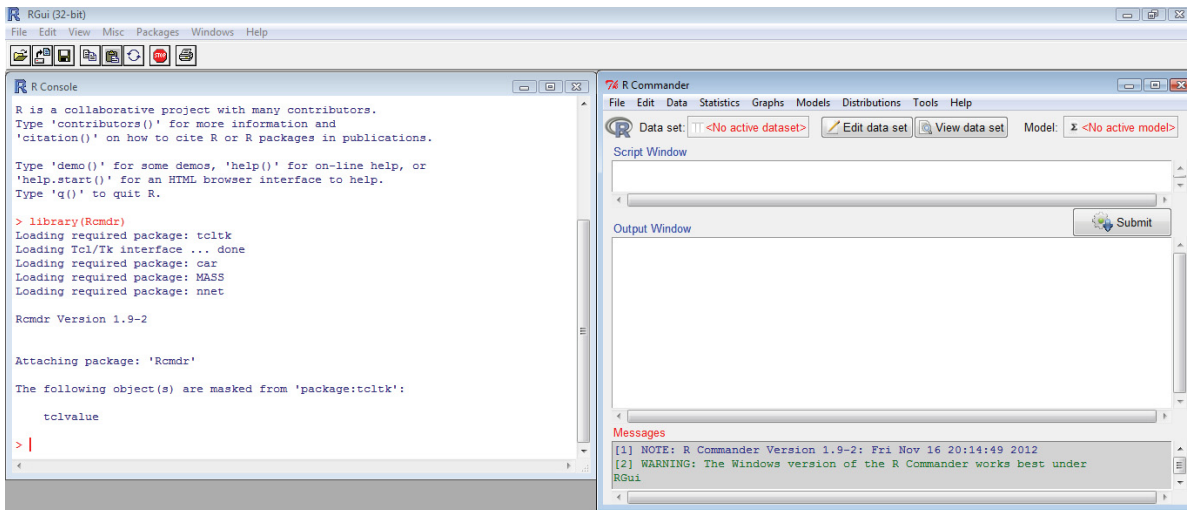 RGui (32-bit)
File Edit View Misc Packages Windows Help
STOP
R Console
R is a collaborative project with many contributors.
Type 'contributors()' for more information and
'citation()' on how to cite R or R packages in publications.
Type 'demo()' for some demos, 'help()' for on-line help, or
'help.start()' for an HTML browser interface to help.
Type 'q()' to quit R.
> library(Rcmdr)
Loading required package: tcltk
Loading Tcl/Tk interface ... done
Loading required package: car
Loading required package: MASS
Loading required package: nnet
Rcmdr Version 1.9-2
Attaching package: 'Rcmdr'
The following object(s) are masked from 'package:tcltk':
tclvalue
>
R Commander
File Edit Data Statistics Graphs Models Distributions Tools Help
R Data set: <No active dataset> Edit data set View data set Model: Σ <No active model>
Script Window
Submit
Output Window
Messages
[1] NOTE: R Commander Version 1.9-2: Fri Nov 16 20:14:49 2012
[2] WARNING: The Windows version of the R Commander works best under
RGui